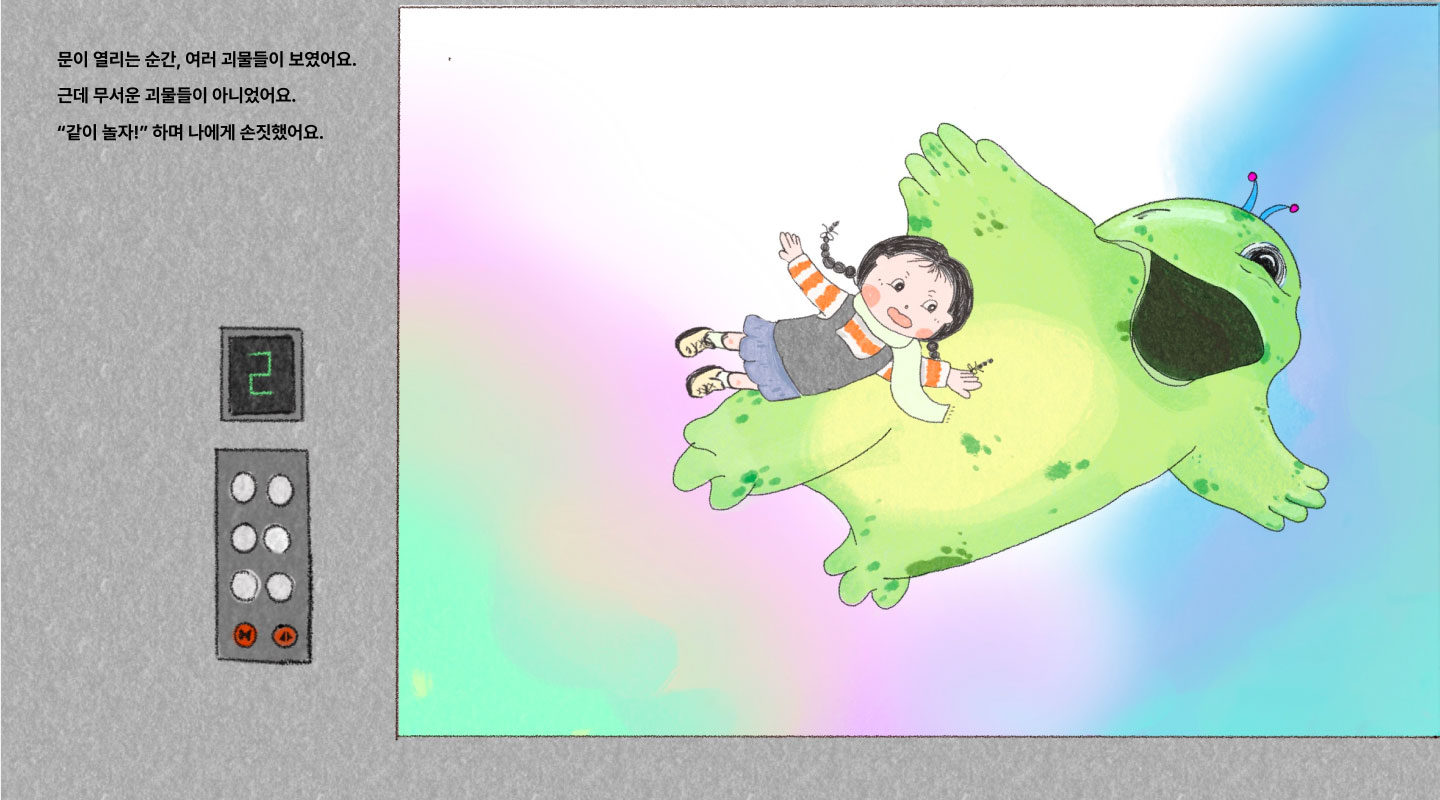 문이 열리는 순간, 여러 괴물들이 보였어요.
근데 무서운 괴물들이 아니었어요.
“같이 놀자!” 하며 나에게 손짓했어요.
2